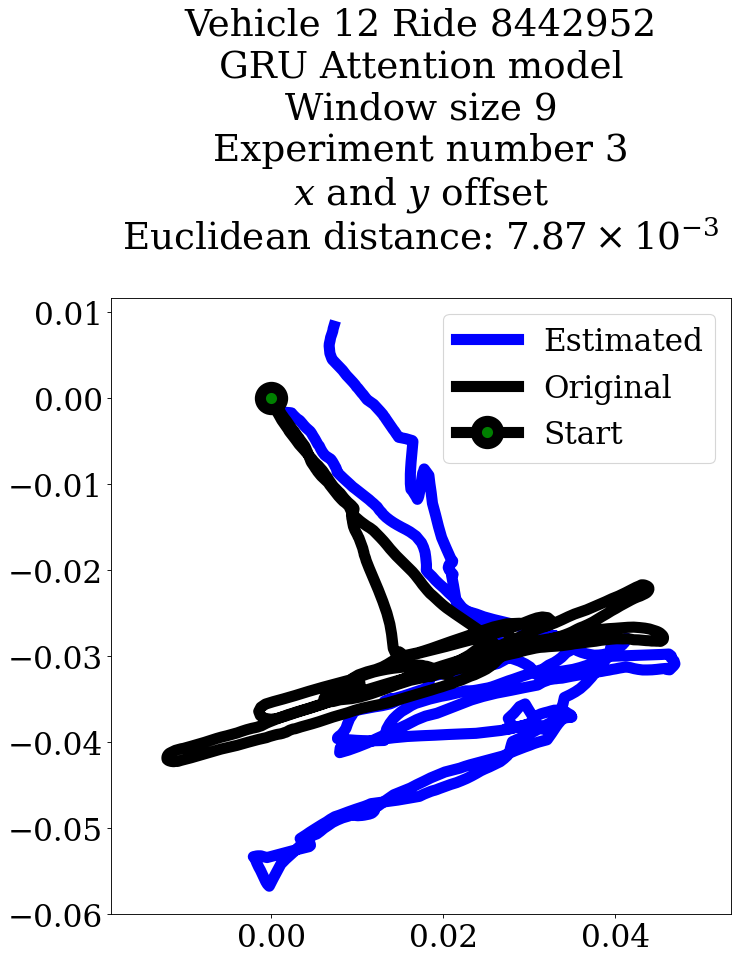 Vehicle 12 Ride 8442952
GRU Attention model
Window size 9
Experiment number 3
x and y offset
Euclidean distance: 7.87 × 10⁻³
Estimated
Original
Start
0.01
0.00
−0.01
−0.02
−0.03
−0.04
−0.05
−0.06
0.00 0.02 0.04